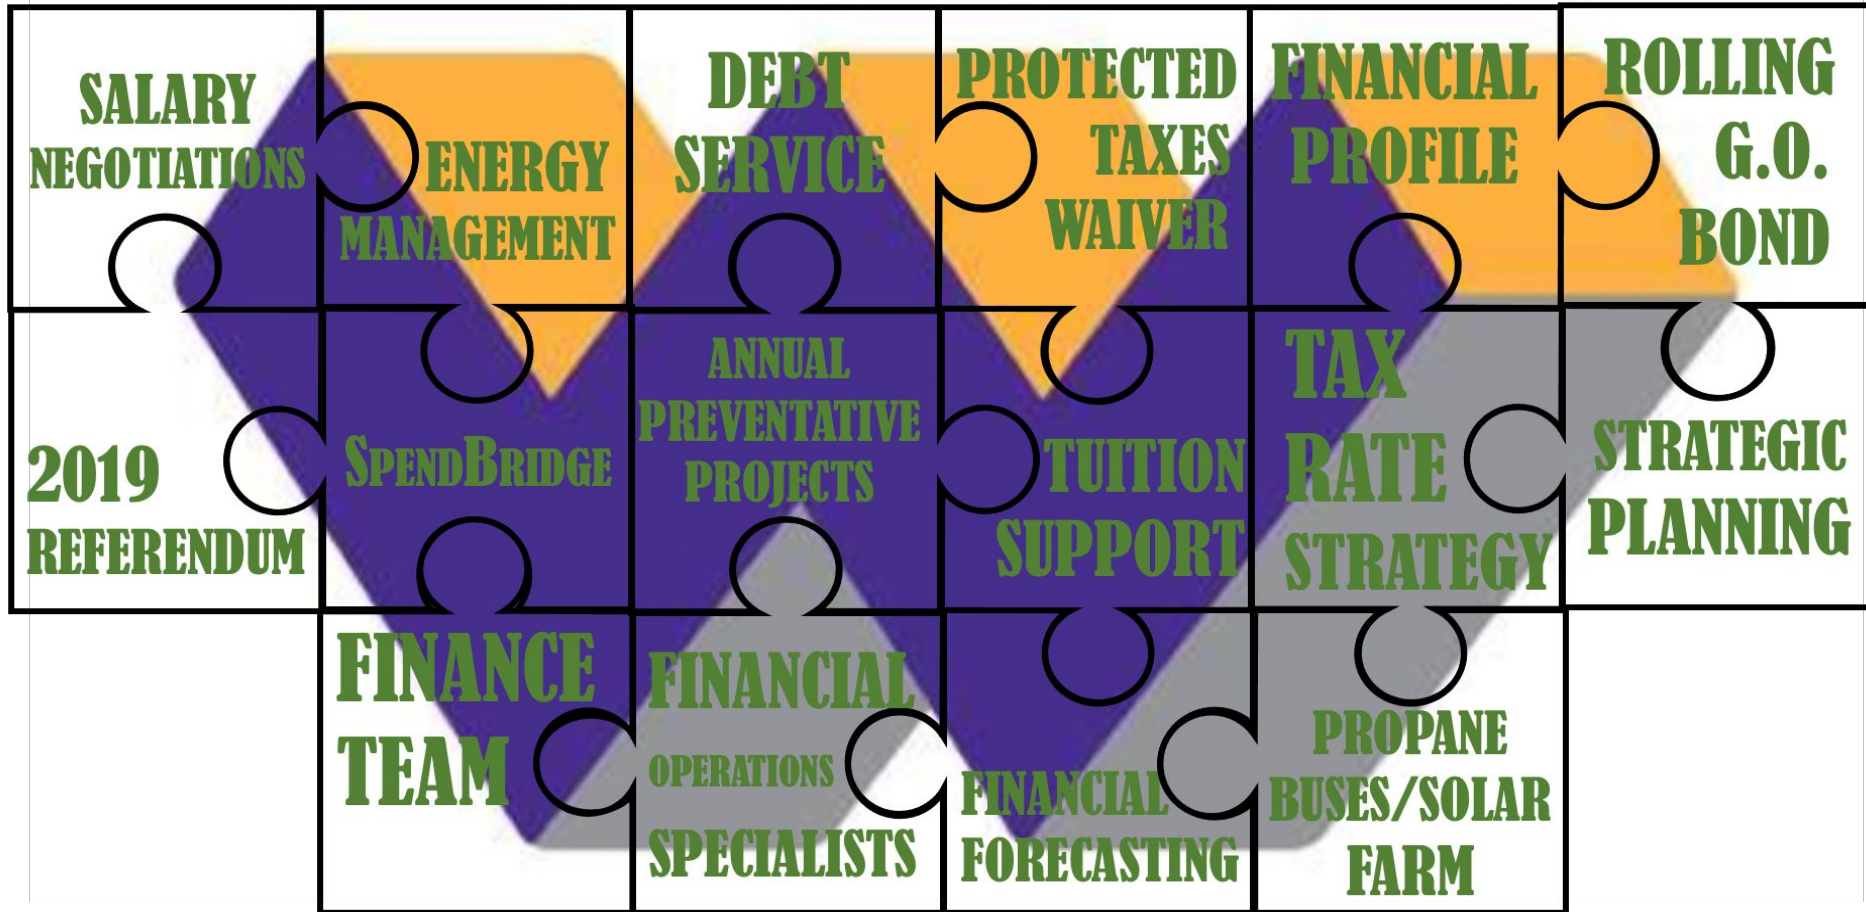 SALARY
NEGOTIATIONS
ENERGY
MANAGEMENT
DEBT
SERVICE
PROTECTED
TAXES
WAIVER
FINANCIAL
PROFILE
ROLLING
G.O.
BOND
2019
REFERENDUM
SPENDBRIDGE
ANNUAL
PREVENTATIVE
PROJECTS
TUITION
SUPPORT
TAX
RATE
STRATEGY
STRATEGIC
PLANNING
FINANCE
TEAM
FINANCIAL
OPERATIONS
SPECIALISTS
FINANCIAL
FORECASTING
PROPANE
BUSES/SOLAR
FARM